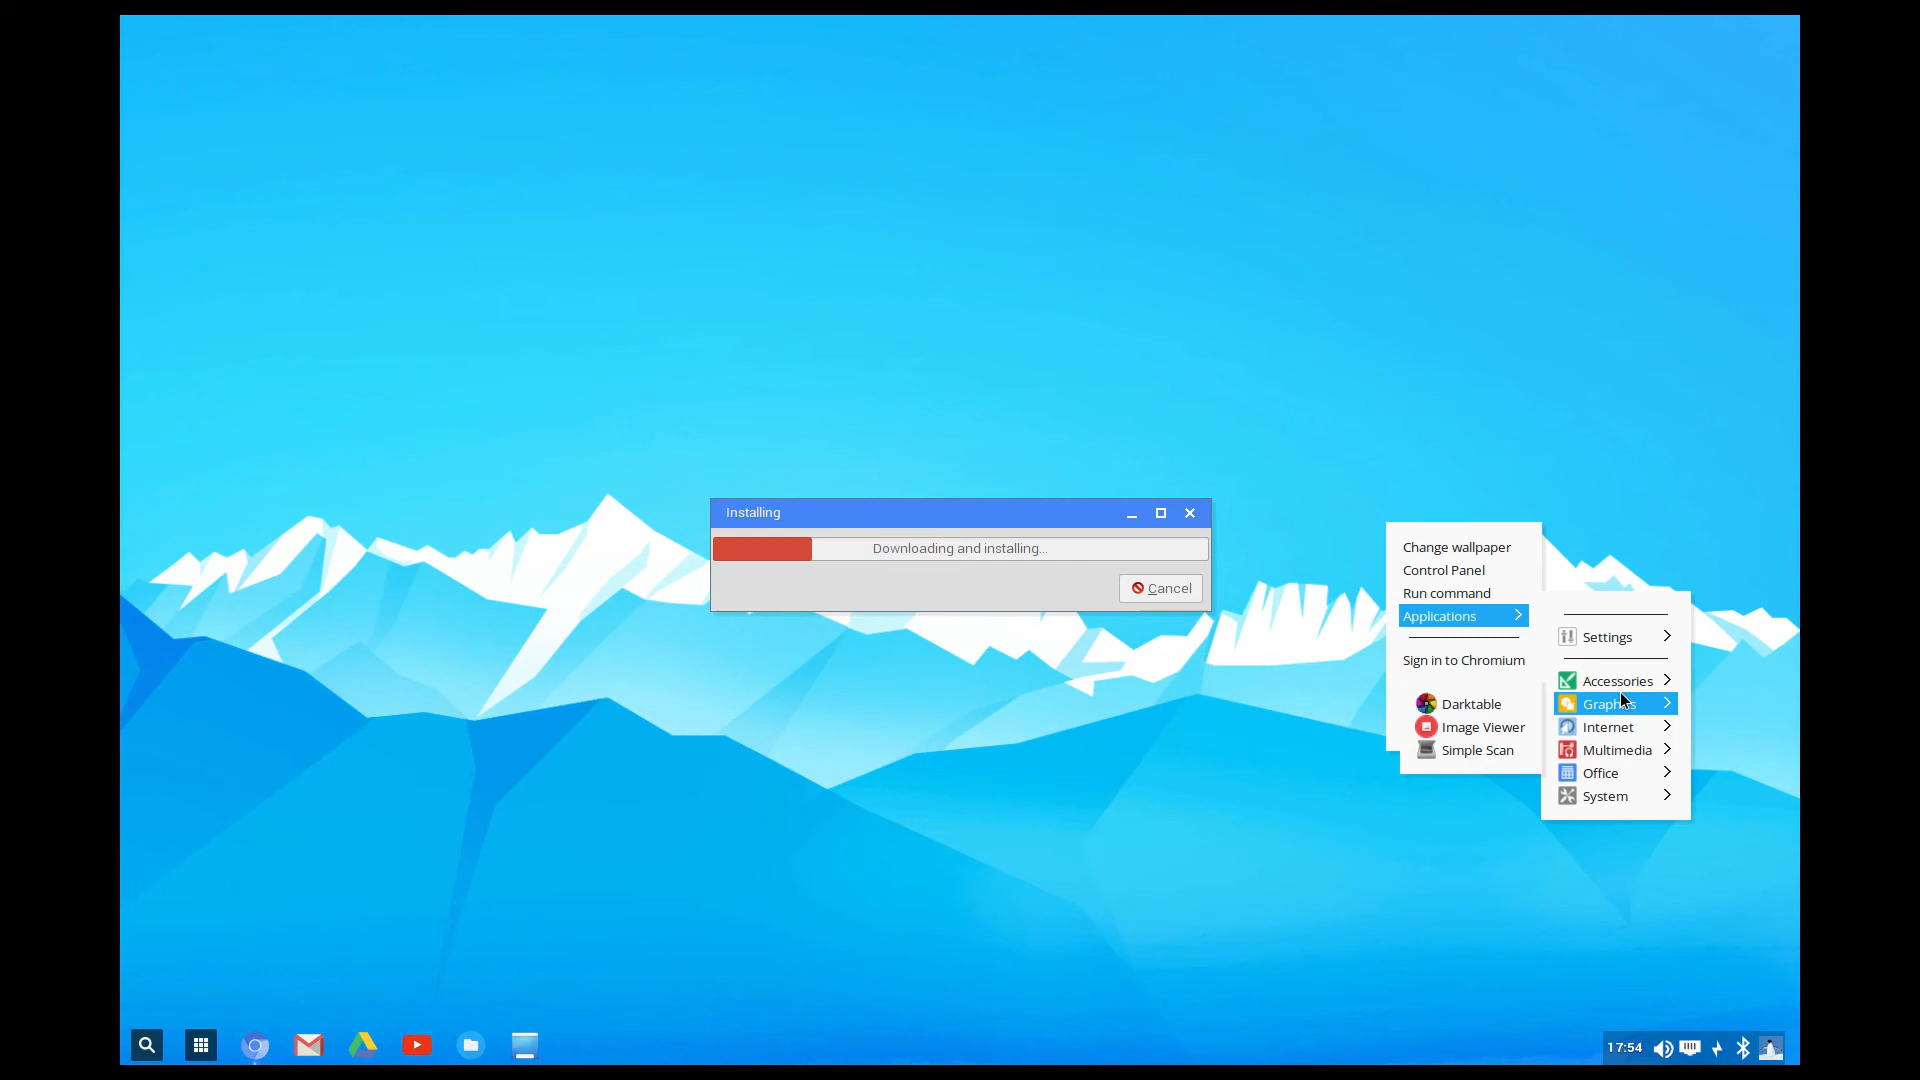 Installing
Downloading and installing...
Cancel
Change wallpaper
Control Panel
Run command
Applications
Sign in to Chromium
Settings
Accessories
Graphics
Internet
Multimedia
Office
System
Darktable
Image Viewer
Simple Scan
17:54